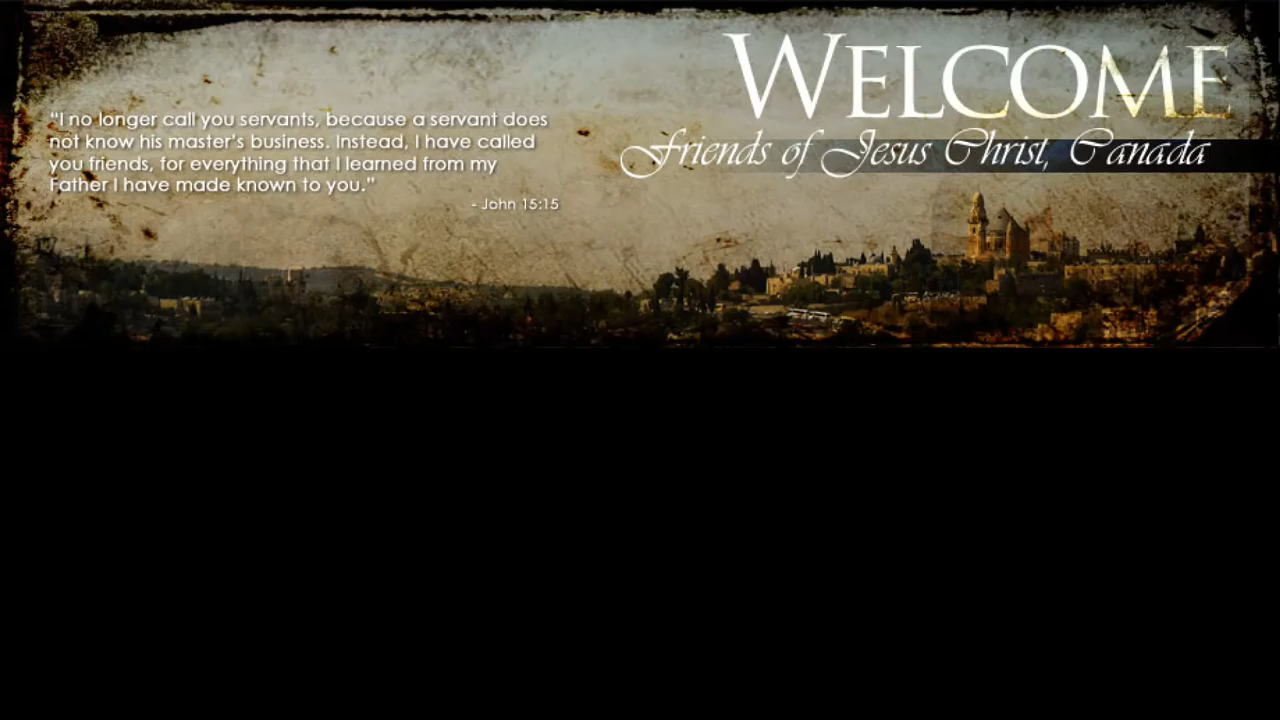 WELCOME
Friends of Jesus Christ, Canada
“I no longer call you servants, because a servant does
not know his master’s business. Instead, I have called
you friends, for everything that I learned from my
Father I have made known to you.”
- John 15:15